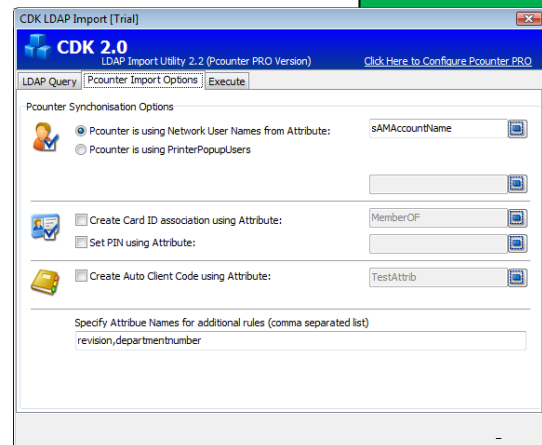 CDK LDAP Import [Trial]
CDK 2.0
LDAP Import Utility 2.2 (Pcounter PRO Version)
Click Here to Configure Pcounter PRO
LDAP Query Pcounter Import Options Execute
Pcounter Synchonisation Options
Pcounter is using Network User Names from Attribute: sAMAccountName
Pcounter is using PrinterPopupUsers
Create Card ID association using Attribute: MemberOF
Set PIN using Attribute:
Create Auto Client Code using Attribute: TestAttrib
Specify Attribue Names for additional rules (comma separated list)
revision,departmentnumber